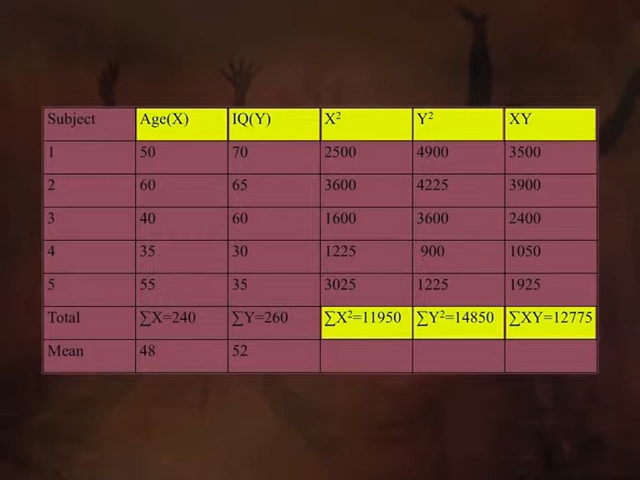 Subject Age(X) IQ(Y) X² Y² XY
1 50 70 2500 4900 3500
2 60 65 3600 4225 3900
3 40 60 1600 3600 2400
4 35 30 1225 900 1050
5 55 35 3025 1225 1925
Total ∑X=240 ∑Y=260 ∑X²=11950 ∑Y²=14850 ∑XY=12775
Mean 48 52